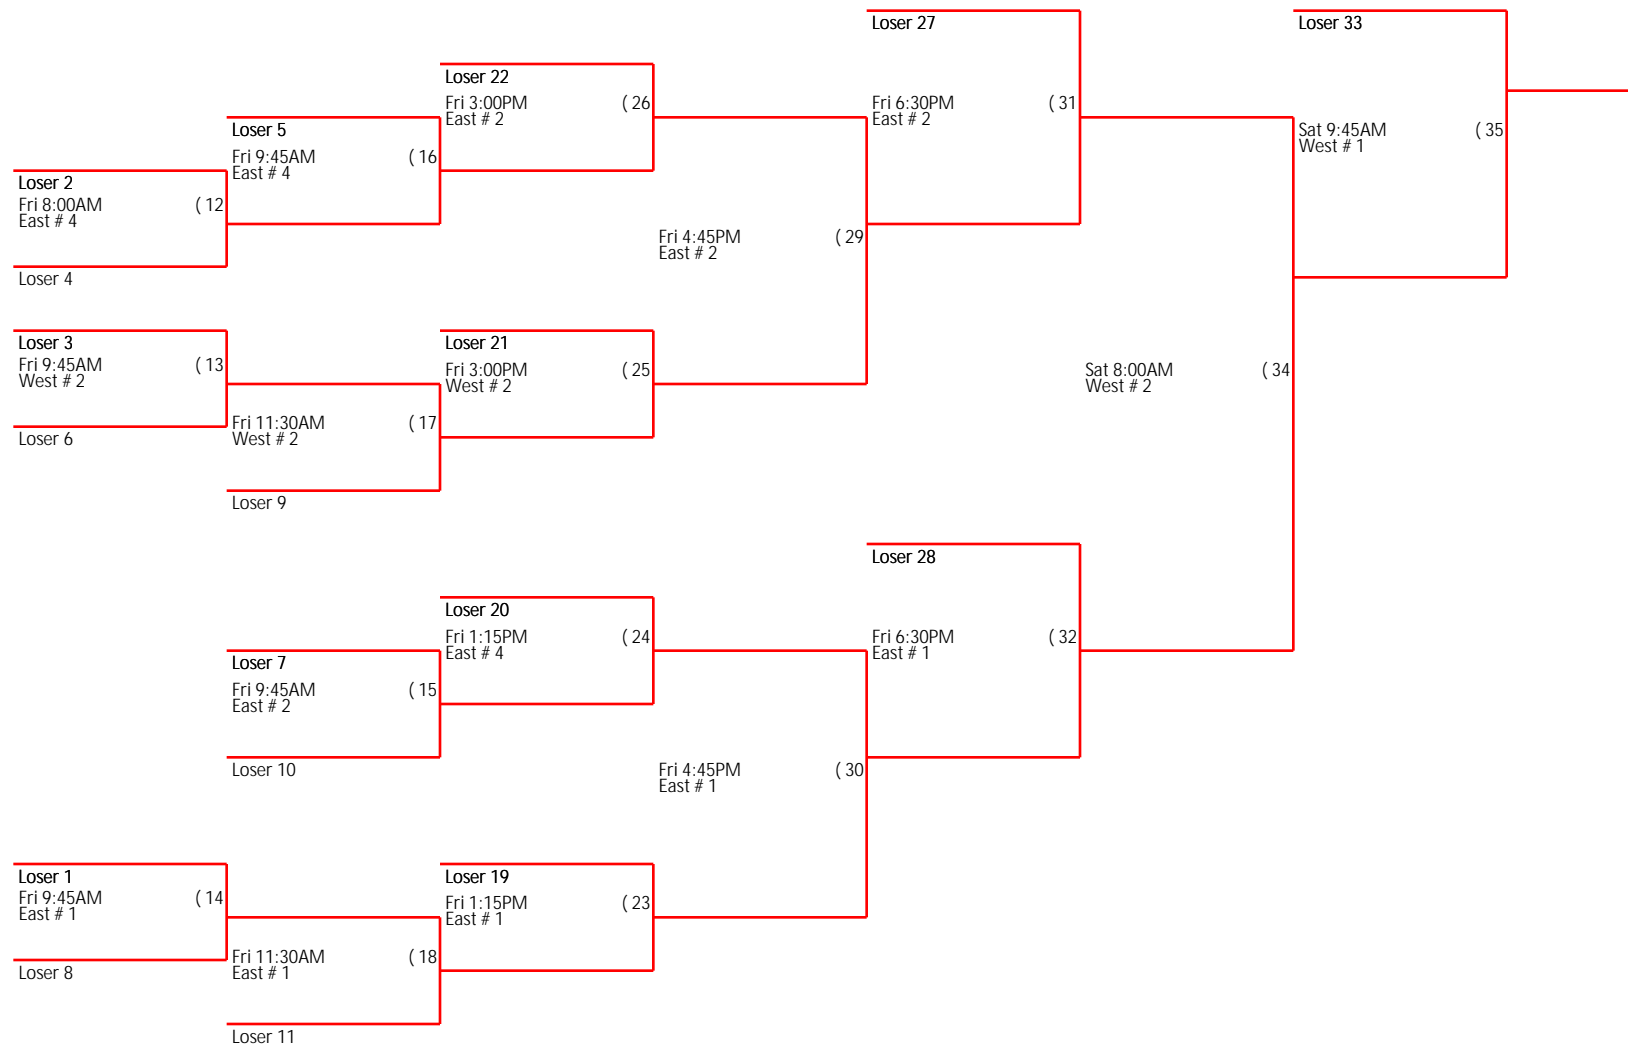 Loser 27
Loser 33
Loser 22
Fri 3:00PM
( 26
East # 2
Fri 6:30PM
( 31
East # 2
Loser 5
Fri 9:45AM
( 16
East # 4
Sat 9:45AM
( 35
West # 1
Loser 2
Fri 8:00AM
( 12
East # 4
Fri 4:45PM
( 29
East # 2
Loser 4
Loser 3
Fri 9:45AM
( 13
West # 2
Loser 21
Fri 3:00PM
( 25
West # 2
Sat 8:00AM
( 34
West # 2
Loser 6
Fri 11:30AM
( 17
West # 2
Loser 9
Loser 28
Loser 20
Fri 1:15PM
( 24
East # 4
Fri 6:30PM
( 32
East # 1
Loser 7
Fri 9:45AM
( 15
East # 2
Loser 10
Fri 4:45PM
( 30
East # 1
Loser 1
Fri 9:45AM
( 14
East # 1
Loser 19
Fri 1:15PM
( 23
East # 1
Loser 8
Fri 11:30AM
( 18
East # 1
Loser 11